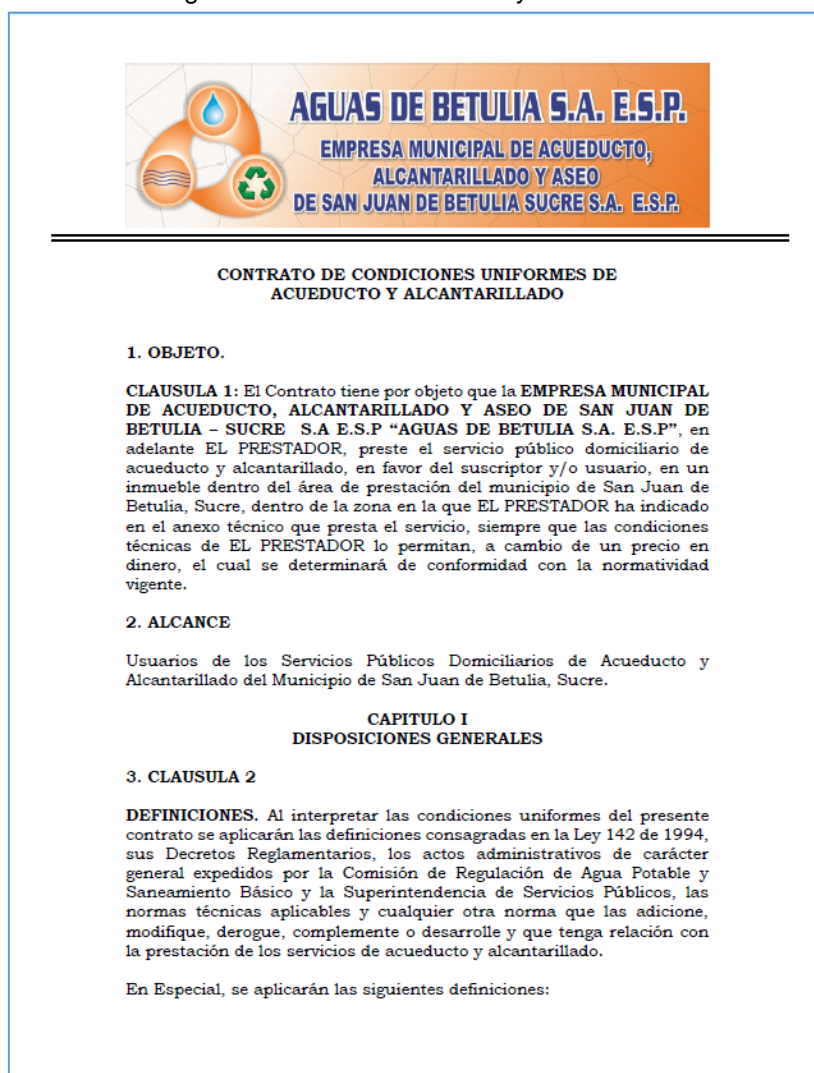 AGUAS DE BETULIA S.A. E.S.P.
EMPRESA MUNICIPAL DE ACUEDUCTO,
ALCANTARILLADO Y ASEO
DE SAN JUAN DE BETULIA SUCRE S.A. E.S.P.
CONTRATO DE CONDICIONES UNIFORMES DE
ACUEDUCTO Y ALCANTARILLADO
1. OBJETO.
CLAUSULA 1: El Contrato tiene por objeto que la EMPRESA MUNICIPAL
DE ACUEDUCTO, ALCANTARILLADO Y ASEO DE SAN JUAN DE
BETULIA – SUCRE S.A E.S.P “AGUAS DE BETULIA S.A. E.S.P”, en
adelante EL PRESTADOR, preste el servicio público domiciliario de
acueducto y alcantarillado, en favor del suscriptor y/o usuario, en un
inmueble dentro del área de prestación del municipio de San Juan de
Betulia, Sucre, dentro de la zona en la que EL PRESTADOR ha indicado
en el anexo técnico que presta el servicio, siempre que las condiciones
técnicas de EL PRESTADOR lo permitan, a cambio de un precio en
dinero, el cual se determinará de conformidad con la normatividad
vigente.
2. ALCANCE
Usuarios de los Servicios Públicos Domiciliarios de Acueducto y
Alcantarillado del Municipio de San Juan de Betulia, Sucre.
CAPITULO I
DISPOSICIONES GENERALES
3. CLAUSULA 2
DEFINICIONES. Al interpretar las condiciones uniformes del presente
contrato se aplicarán las definiciones consagradas en la Ley 142 de 1994,
sus Decretos Reglamentarios, los actos administrativos de carácter
general expedidos por la Comisión de Regulación de Agua Potable y
Saneamiento Básico y la Superintendencia de Servicios Públicos, las
normas técnicas aplicables y cualquier otra norma que las adicione,
modifique, derogue, complemente o desarrolle y que tenga relación con
la prestación de los servicios de acueducto y alcantarillado.
En Especial, se aplicarán las siguientes definiciones: